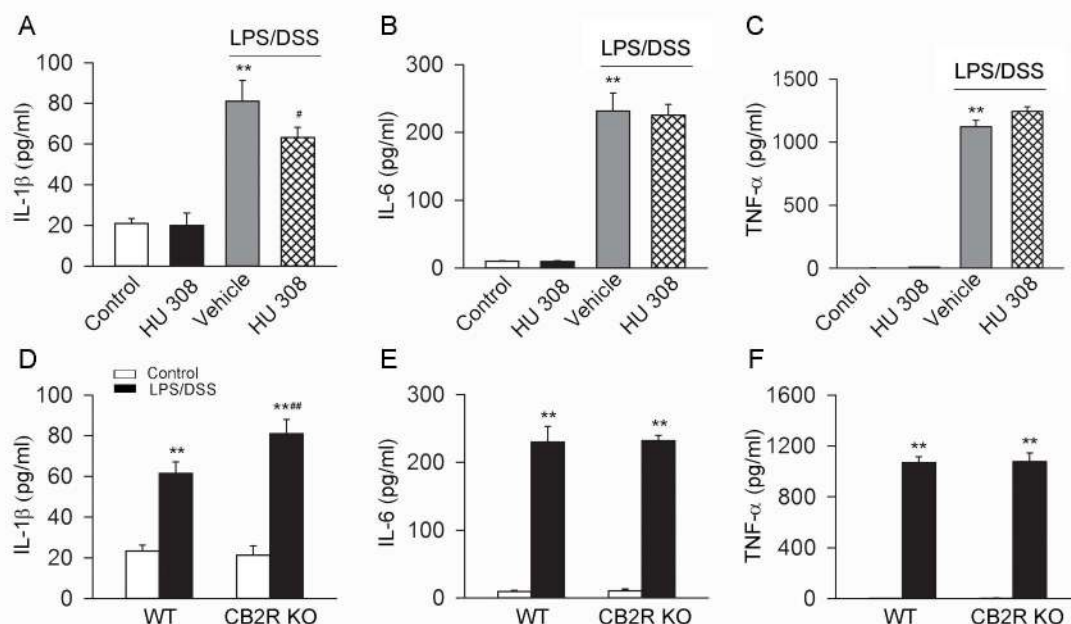 A
LPS/DSS
IL-1β (pg/ml)
100
80
60
40
20
0
**
#
Control
HU 308
Vehicle
HU 308
B
LPS/DSS
IL-6 (pg/ml)
300
200
100
0
**
Control
HU 308
Vehicle
HU 308
C
LPS/DSS
TNF-α (pg/ml)
1500
1000
500
0
**
Control
HU 308
Vehicle
HU 308
D
Control
LPS/DSS
IL-1β (pg/ml)
100
80
60
40
20
0
**
**##
WT
CB2R KO
E
IL-6 (pg/ml)
300
200
100
0
**
**
WT
CB2R KO
F
TNF-α (pg/ml)
1600
1200
800
400
0
**
**
WT
CB2R KO